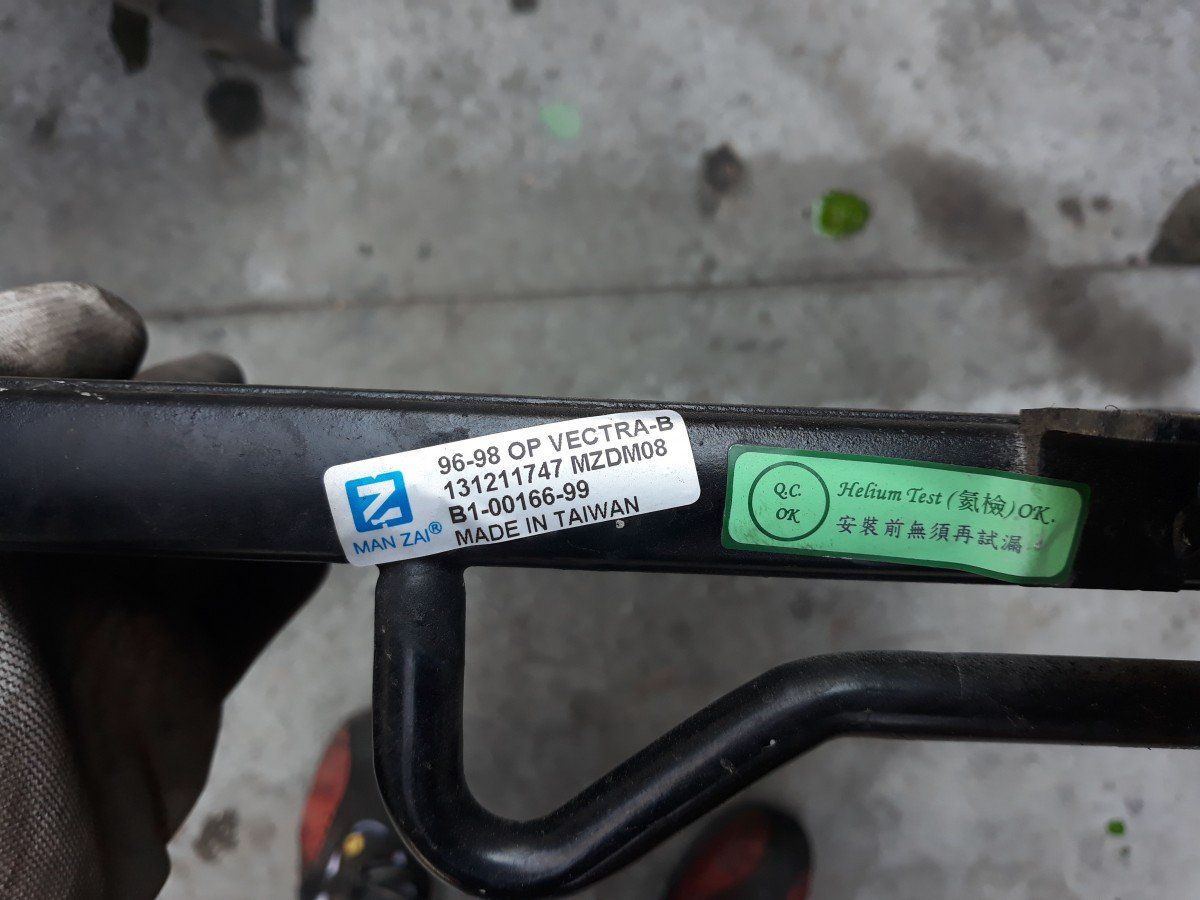 96-98 OP VECTRA-B
131211747 MZDM08
B1-00166-99
MADE IN TAIWAN
MAN ZAI®
Q.C.
OK
Helium Test (氦檢)OK.
安裝前無須再試漏